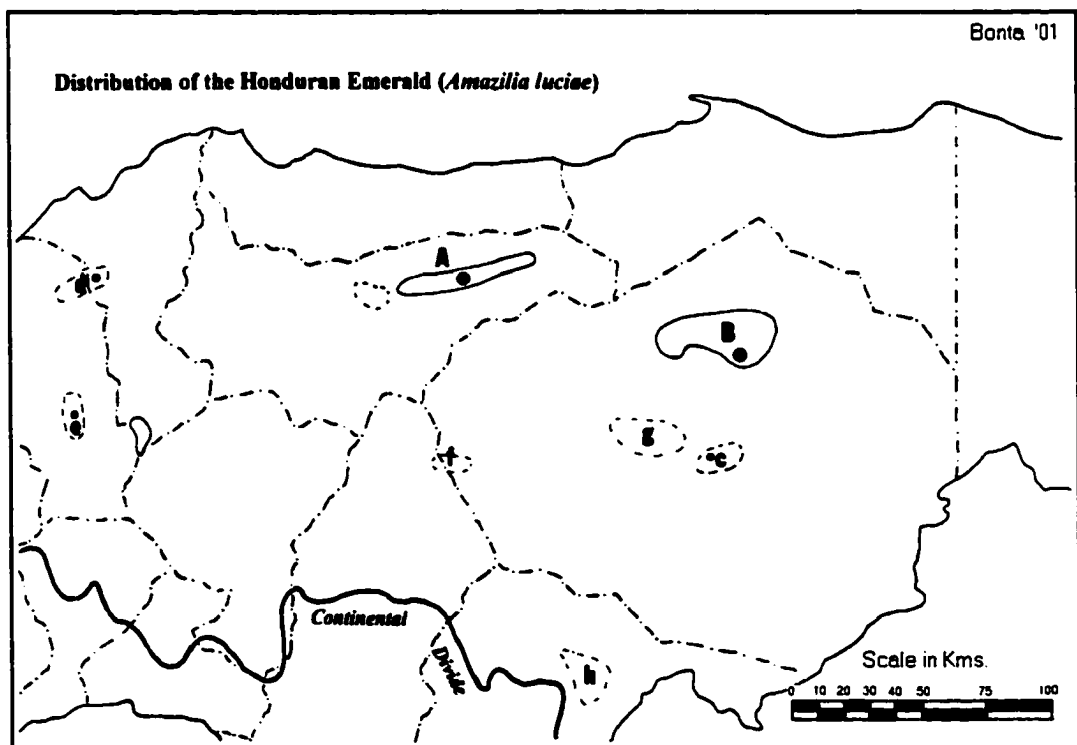 Bonta '01
Distribution of the Honduran Emerald (Amazilia luciae)
A
d
B
e
g
c
f
Continental
Divide
h
Scale in Kms.
0 10 20 30 40 50 75 100